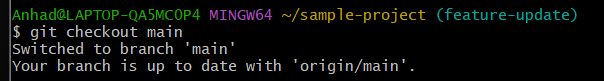 Anhad@LAPTOP-QA5MC0P4 MINGW64 ~/sample-project (feature-update)
$ git checkout main
Switched to branch 'main'
Your branch is up to date with 'origin/main'.